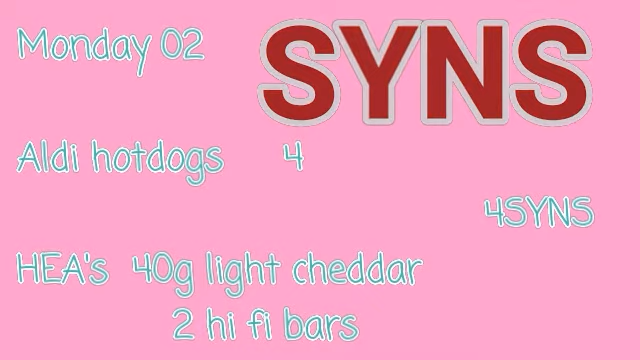 Monday 02
SYNS
Aldi hotdogs 4
4SYNS
HEA's 40g light cheddar
2 hi fi bars